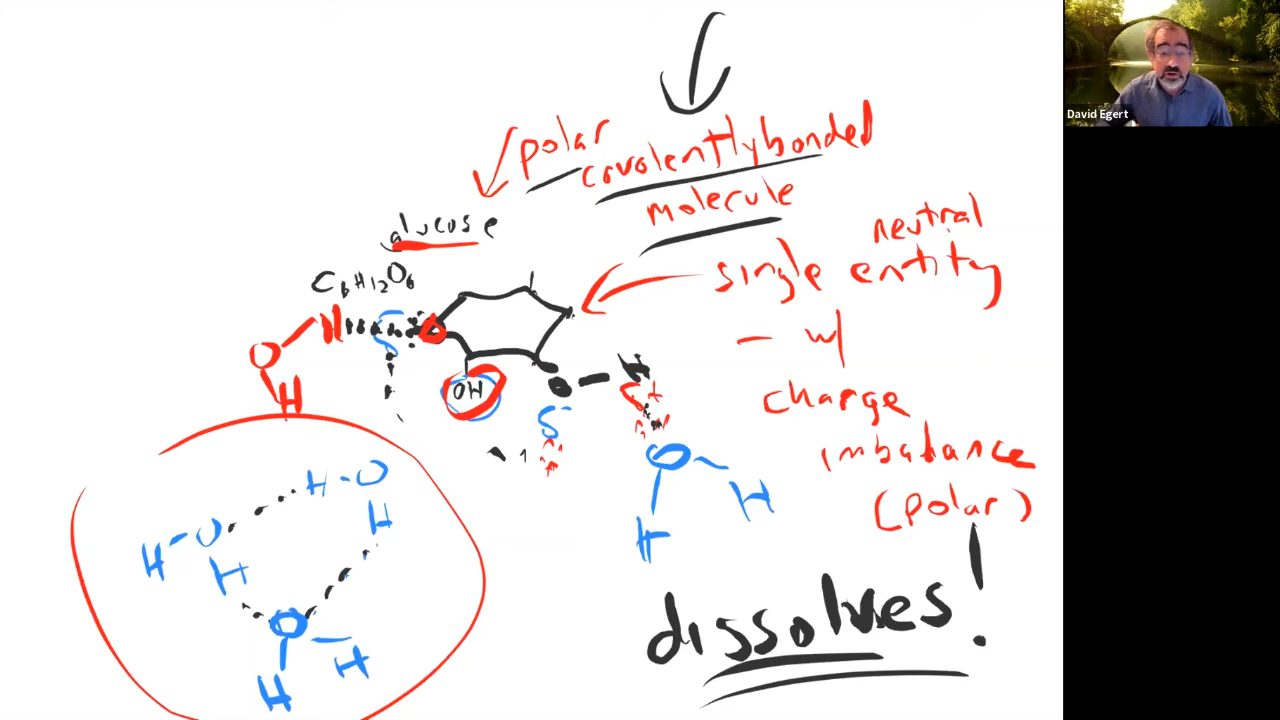 polar
covalently bonded
molecule
glucose
neutral
single entity
C6H12O6
- w/
charge
imbalance
(polar)
O
H
O
H
OH
O
H
δ-
δ+
O
H
H
H-O
H
H-O
H
O
H
H
dissolves!
David Egert